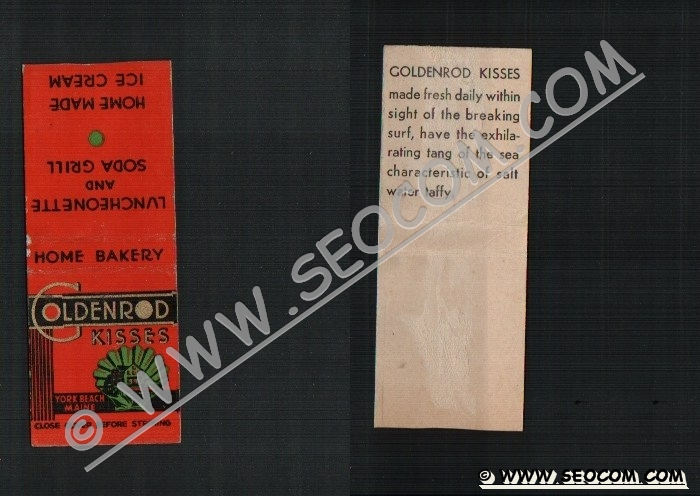 HOME MADE
ICE CREAM
LUNCHEONETTE
AND
SODA GRILL
HOME BAKERY
GOLDENROD
KISSES
YORK BEACH
MAINE
CLOSE BEFORE STRIKING
GOLDENROD KISSES
made fresh daily within
sight of the breaking
surf, have the exhila-
rating tang of the sea
characteristic of salt
water taffy.
© WWW.SEOCOM.COM
© WWW.SEOCOM.COM